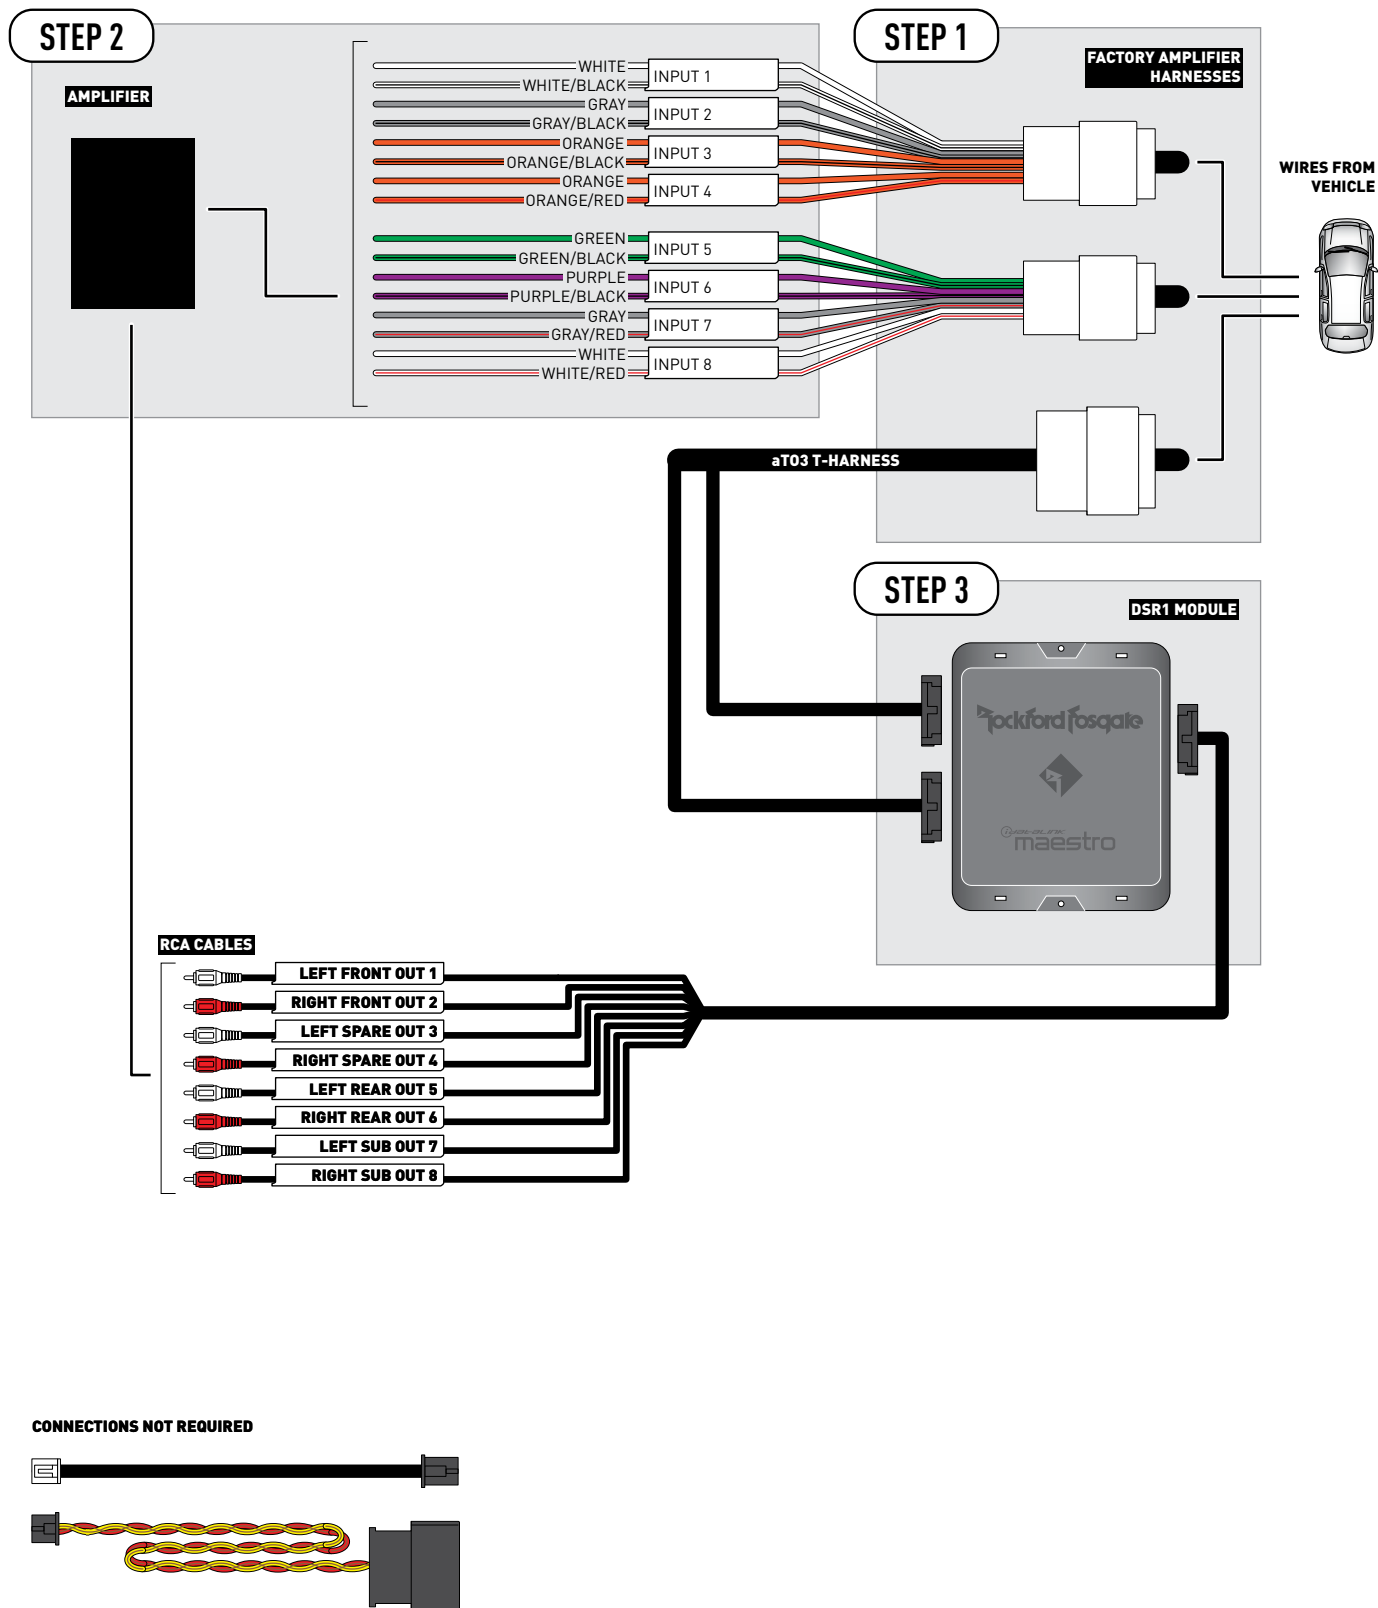 STEP 2
STEP 1
FACTORY AMPLIFIER
HARNESSES
AMPLIFIER
WHITE
WHITE/BLACK
INPUT 1
GRAY
GRAY/BLACK
INPUT 2
ORANGE
ORANGE/BLACK
INPUT 3
ORANGE
ORANGE/RED
INPUT 4
GREEN
GREEN/BLACK
INPUT 5
PURPLE
PURPLE/BLACK
INPUT 6
GRAY
GRAY/RED
INPUT 7
WHITE
WHITE/RED
INPUT 8
WIRES FROM
VEHICLE
aTO3 T-HARNESS
STEP 3
DSR1 MODULE
Rockford Fosgate
iDATALINK
maestro
RCA CABLES
LEFT FRONT OUT 1
RIGHT FRONT OUT 2
LEFT SPARE OUT 3
RIGHT SPARE OUT 4
LEFT REAR OUT 5
RIGHT REAR OUT 6
LEFT SUB OUT 7
RIGHT SUB OUT 8
CONNECTIONS NOT REQUIRED